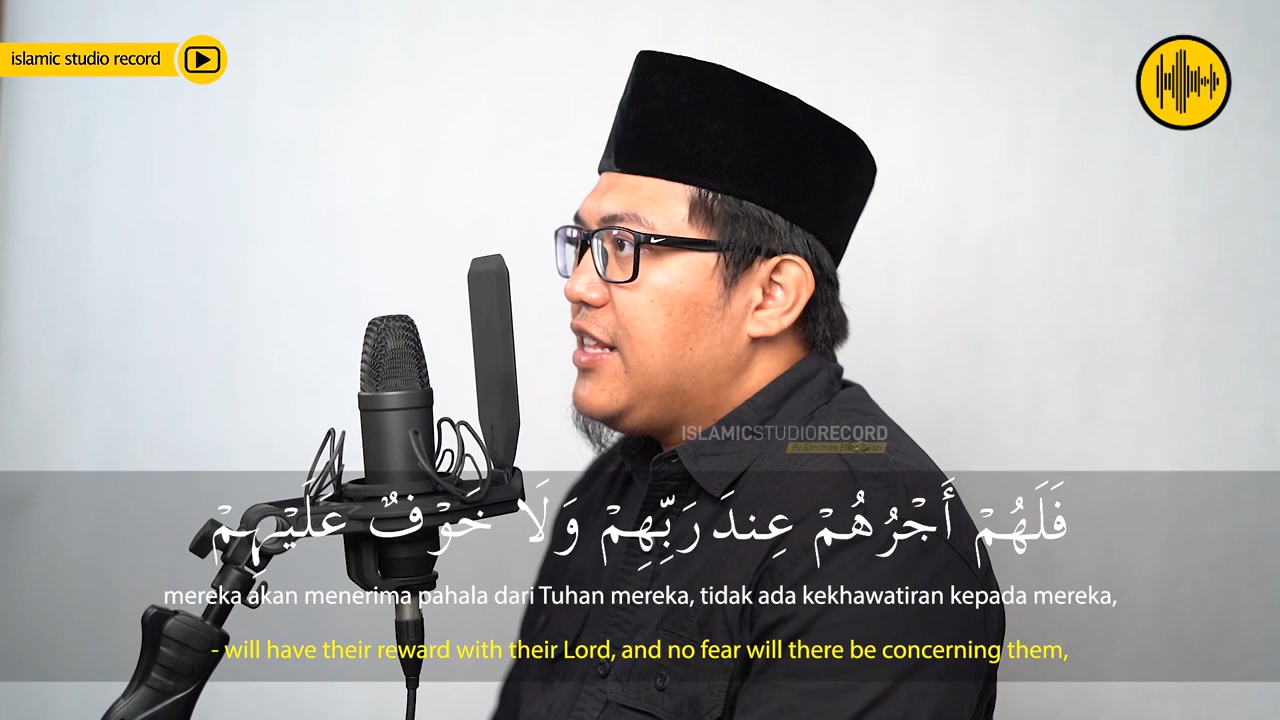 islamic studio record
ISLAMICSTUDIORECORD
فَلَهُمْ أَجْرُهُمْ عِندَ رَبِّهِمْ وَلَا خَوْفٌ عَلَيْهِمْ
mereka akan menerima pahala dari Tuhan mereka, tidak ada kekhawatiran kepada mereka,
- will have their reward with their Lord, and no fear will there be concerning them,